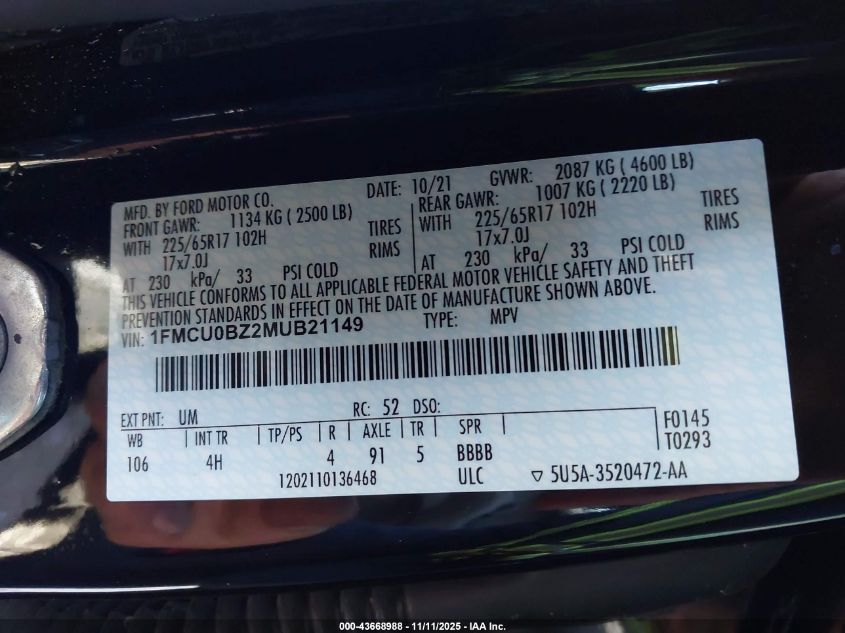 MFD. BY FORD MOTOR CO. DATE: 10/21 GVWR: 2087 KG ( 4600 LB)
FRONT GAWR: 1134 KG ( 2500 LB) REAR GAWR: 1007 KG ( 2220 LB)
WITH 225/65R17 102H TIRES WITH 225/65R17 102H TIRES
17x7.0J RIMS 17x7.0J RIMS
AT 230 kPa/ 33 PSI COLD AT 230 kPa/ 33 PSI COLD
THIS VEHICLE CONFORMS TO ALL APPLICABLE FEDERAL MOTOR VEHICLE SAFETY AND THEFT
PREVENTION STANDARDS IN EFFECT ON THE DATE OF MANUFACTURE SHOWN ABOVE.
VIN: 1FMCU0BZ2MUB21149 TYPE: MPV
EXT PNT: UM RC: 52 DSO:
WB INT TR TP/PS R AXLE TR SPR F0145
106 4H 4 91 5 BBBB T0293
1202110136468 ULC ▽ 5U5A-3520472-AA
000-43668988 - 11/11/2025 - IAA Inc.